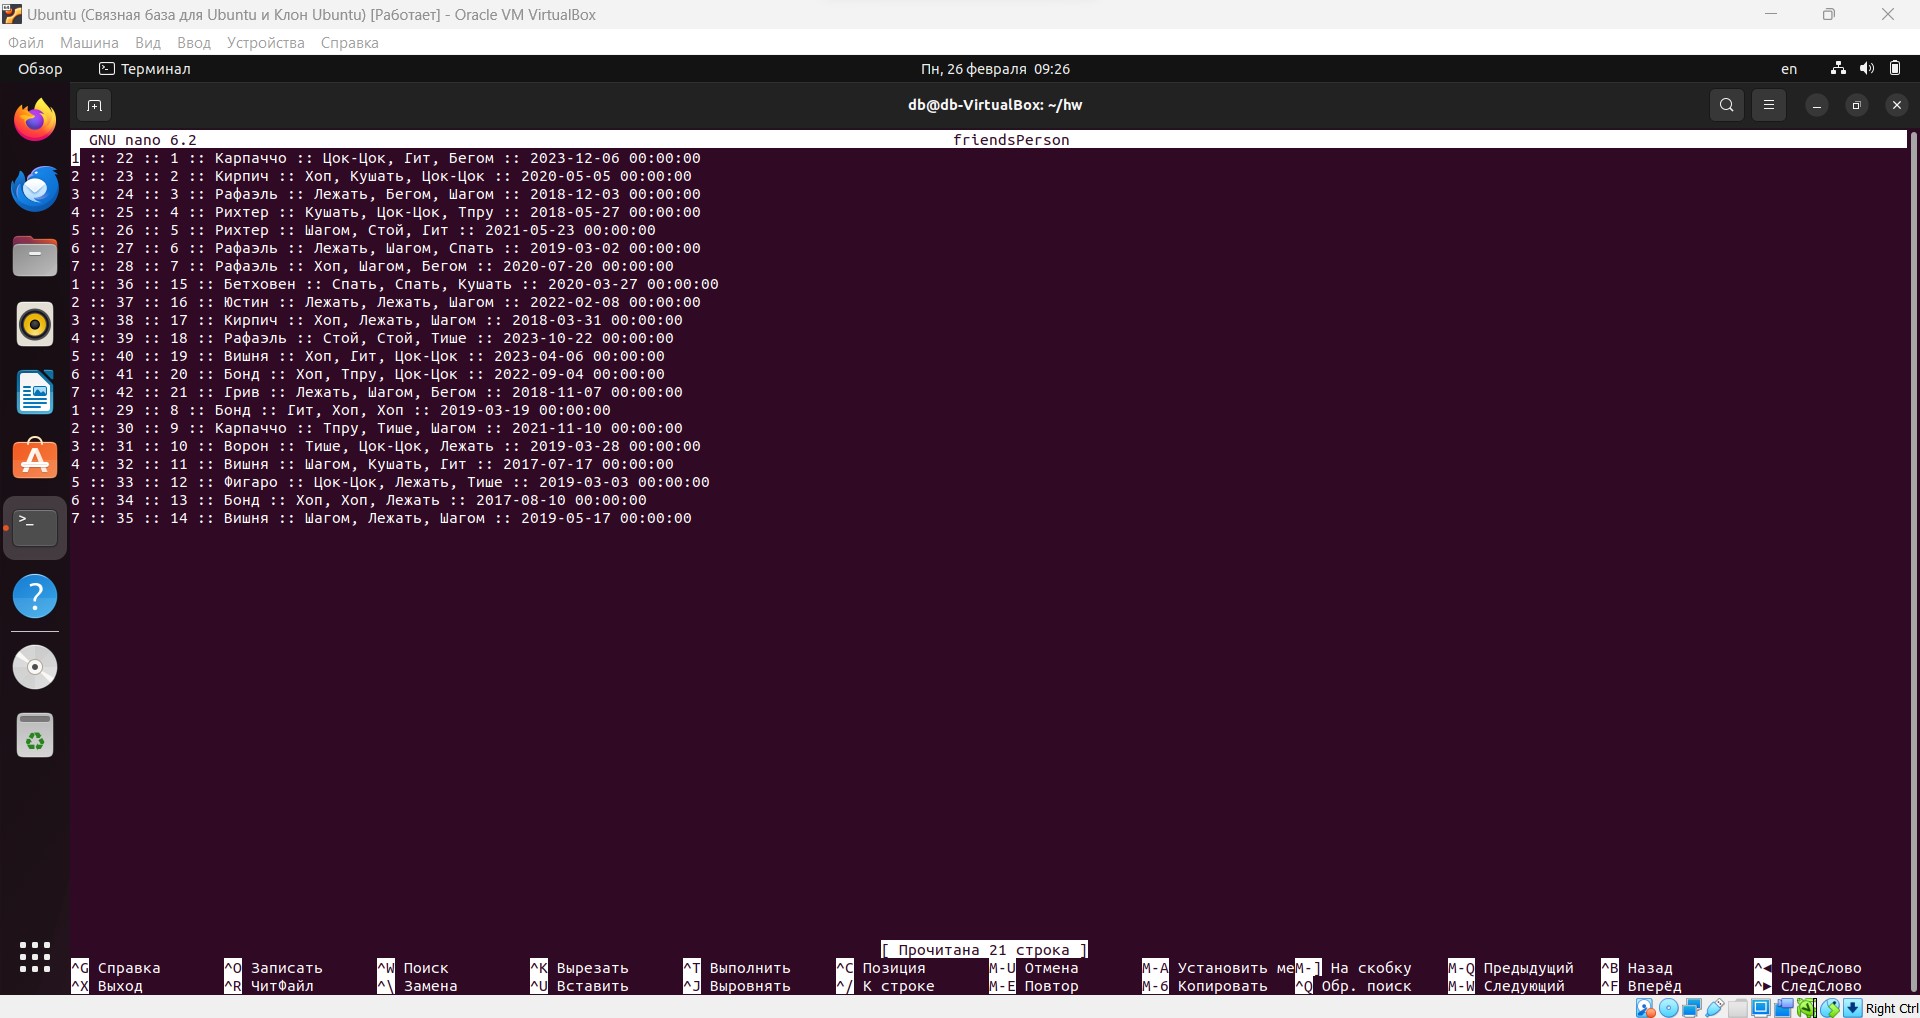 Ubuntu (Связная база для Ubuntu и Клон Ubuntu) [Работает] - Oracle VM VirtualBox
Файл Машина Вид Ввод Устройства Справка
Обзор Терминал Пн, 26 февраля 09:26 en
db@db-VirtualBox: ~/hw
GNU nano 6.2 friendsPerson
1 :: 22 :: 1 :: Карпаччо :: Цок-Цок, Гит, Бегом :: 2023-12-06 00:00:00
2 :: 23 :: 2 :: Кирпич :: Хоп, Кушать, Цок-Цок :: 2020-05-05 00:00:00
3 :: 24 :: 3 :: Рафаэль :: Лежать, Бегом, Шагом :: 2018-12-03 00:00:00
4 :: 25 :: 4 :: Рихтер :: Кушать, Цок-Цок, Тпру :: 2018-05-27 00:00:00
5 :: 26 :: 5 :: Рихтер :: Шагом, Стой, Гит :: 2021-05-23 00:00:00
6 :: 27 :: 6 :: Рафаэль :: Лежать, Шагом, Спать :: 2019-03-02 00:00:00
7 :: 28 :: 7 :: Рафаэль :: Хоп, Шагом, Бегом :: 2020-07-20 00:00:00
1 :: 36 :: 15 :: Бетховен :: Спать, Спать, Кушать :: 2020-03-27 00:00:00
2 :: 37 :: 16 :: Юстин :: Лежать, Лежать, Шагом :: 2022-02-08 00:00:00
3 :: 38 :: 17 :: Кирпич :: Хоп, Лежать, Шагом :: 2018-03-31 00:00:00
4 :: 39 :: 18 :: Рафаэль :: Стой, Стой, Тише :: 2023-10-22 00:00:00
5 :: 40 :: 19 :: Вишня :: Хоп, Гит, Цок-Цок :: 2023-04-06 00:00:00
6 :: 41 :: 20 :: Бонд :: Хоп, Тпру, Цок-Цок :: 2022-09-04 00:00:00
7 :: 42 :: 21 :: Грив :: Лежать, Шагом, Бегом :: 2018-11-07 00:00:00
1 :: 29 :: 8 :: Бонд :: Гит, Хоп, Хоп :: 2019-03-19 00:00:00
2 :: 30 :: 9 :: Карпаччо :: Тпру, Тише, Шагом :: 2021-11-10 00:00:00
3 :: 31 :: 10 :: Ворон :: Тише, Цок-Цок, Лежать :: 2019-03-28 00:00:00
4 :: 32 :: 11 :: Вишня :: Шагом, Кушать, Гит :: 2017-07-17 00:00:00
5 :: 33 :: 12 :: Фигаро :: Цок-Цок, Лежать, Тише :: 2019-03-03 00:00:00
6 :: 34 :: 13 :: Бонд :: Хоп, Хоп, Лежать :: 2017-08-10 00:00:00
7 :: 35 :: 14 :: Вишня :: Шагом, Лежать, Шагом :: 2019-05-17 00:00:00
[ Прочитана 21 строка ]
^G Справка ^O Записать ^W Поиск ^K Вырезать ^T Выполнить ^C Позиция M-U Отмена M-A Установить ме M-] На скобку M-Q Предыдущий ^B Назад ^◀ ПредСлово
^X Выход ^R ЧитФайл ^\ Замена ^U Вставить ^J Выровнять ^/ К строке M-E Повтор M-6 Копировать ^Q Обр. поиск M-W Следующий ^F Вперёд ^▶ СледСлово
Right Ctrl